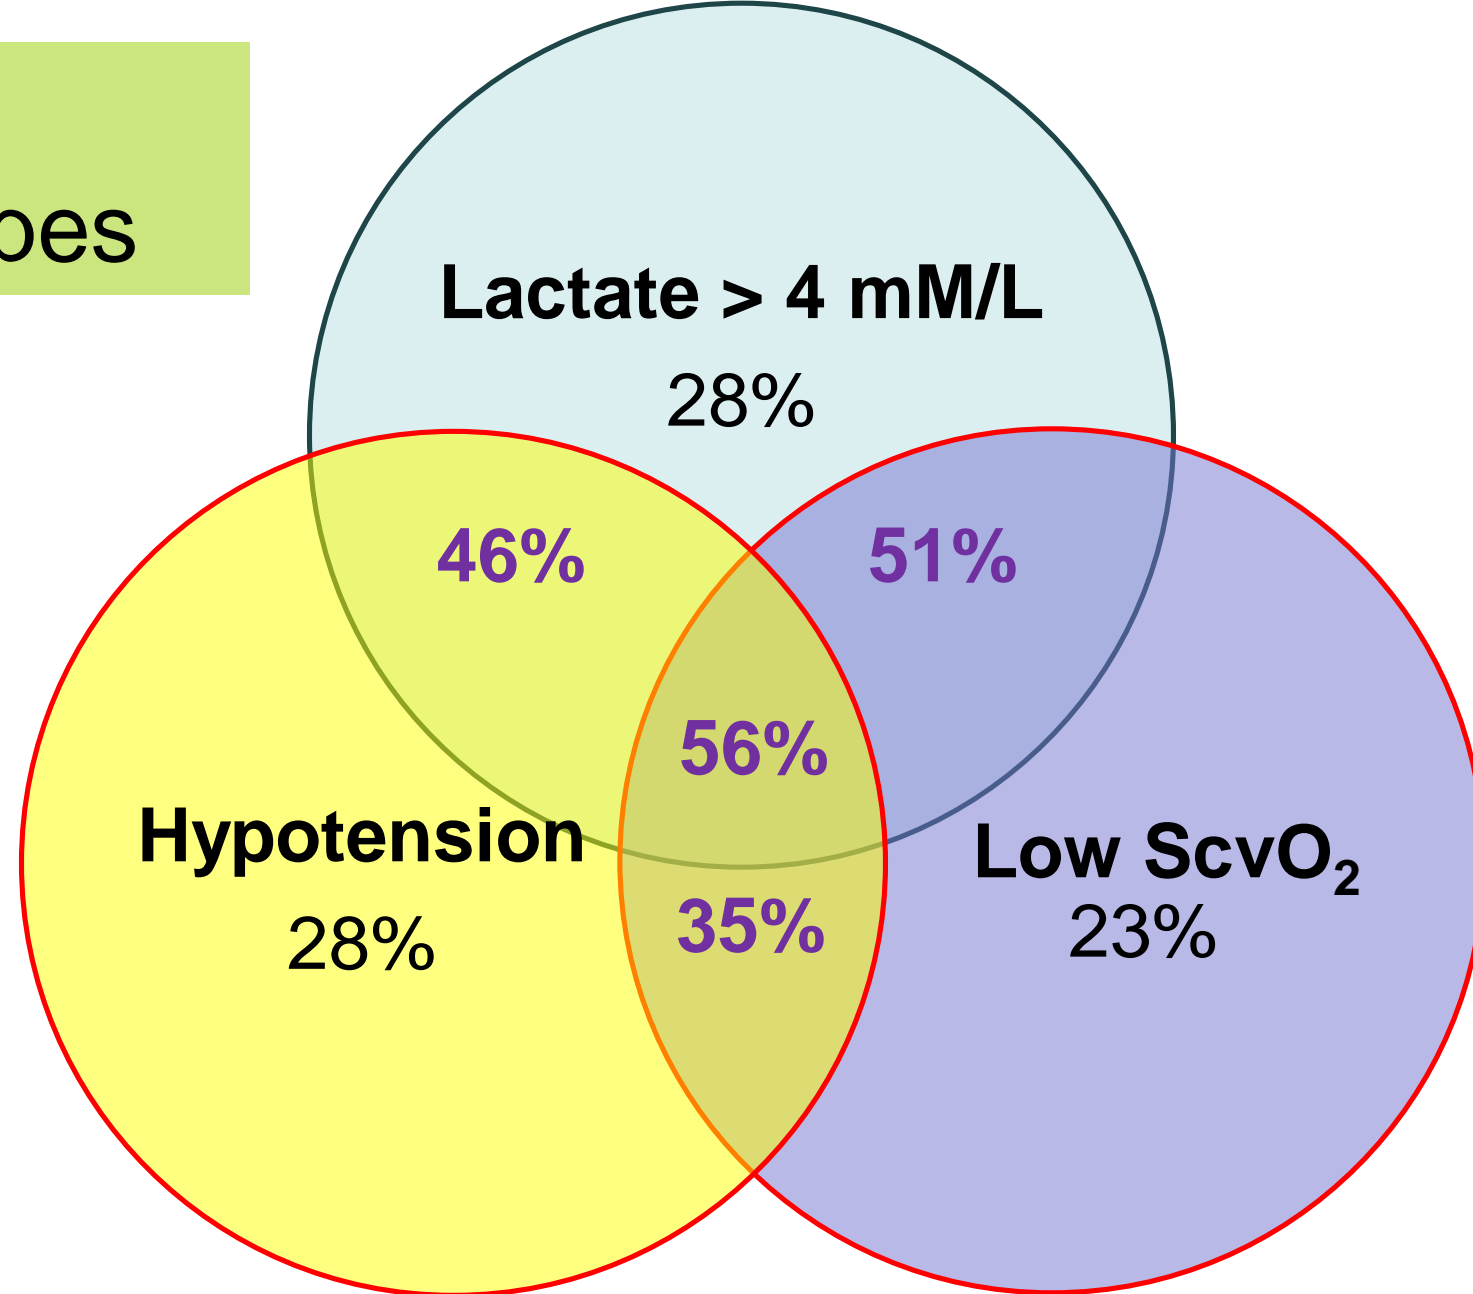 Lactate > 4 mM/L
28%
46%
51%
56%
Hypotension
28%
Low ScvO₂
23%
35%